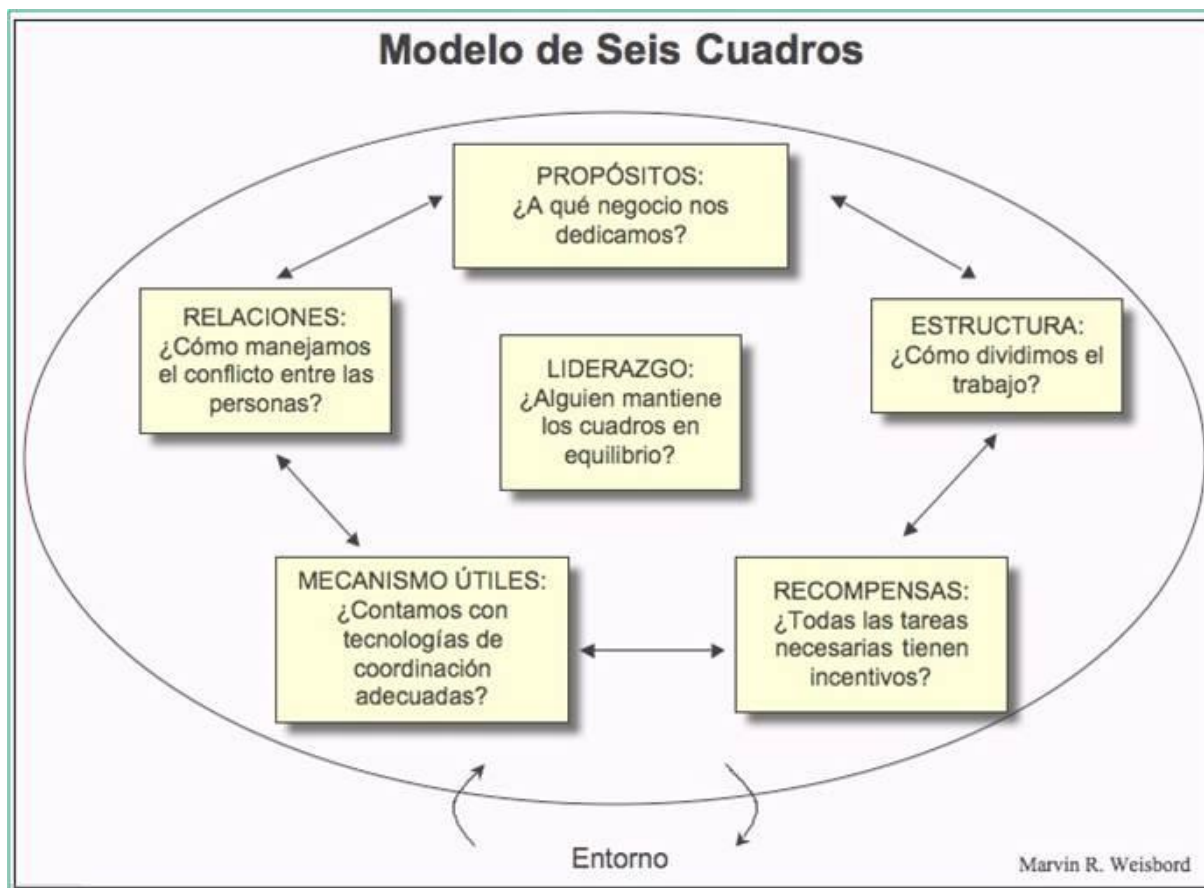 Modelo de Seis Cuadros
PROPÓSITOS:
¿A qué negocio nos
dedicamos?
RELACIONES:
¿Cómo manejamos
el conflicto entre las
personas?
LIDERAZGO:
¿Alguien mantiene
los cuadros en
equilibrio?
ESTRUCTURA:
¿Cómo dividimos el
trabajo?
MECANISMO ÚTILES:
¿Contamos con
tecnologías de
coordinación
adecuadas?
RECOMPENSAS:
¿Todas las tareas
necesarias tienen
incentivos?
Entorno
Marvin R. Weisbord